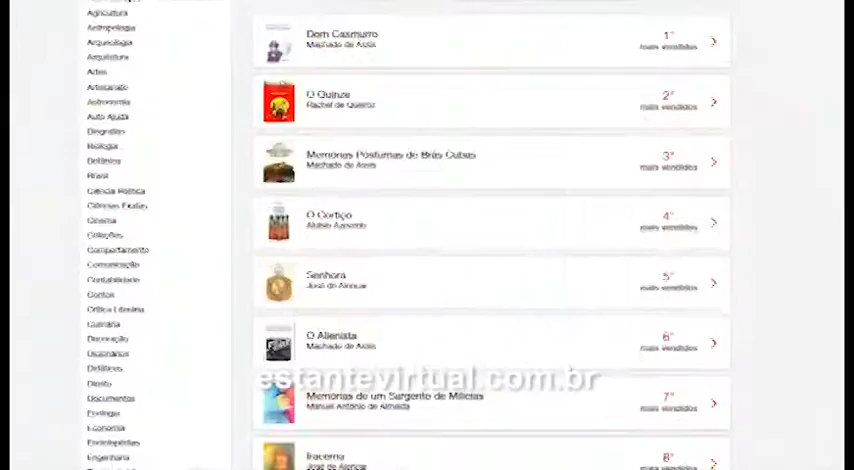 Agricultura
Antropologia
Arqueologia
Arquitetura
Artes
Artesanato
Astronomia
Auto Ajuda
Biografias
Biologia
Botânica
Brasil
Ciência Política
Ciências Exatas
Cinema
Coleções
Comportamento
Comunicação
Contabilidade
Contos
Crítica Literária
Culinária
Decoração
Dicionários
Didáticos
Direito
Documentos
Ecologia
Economia
Enciclopédias
Engenharia
Dom Casmurro
Machado de Assis
1°
mais vendidos
O Quinze
Rachel de Queiroz
2°
mais vendidos
Memórias Póstumas de Brás Cubas
Machado de Assis
3°
mais vendidos
O Cortiço
Aluísio Azevedo
4°
mais vendidos
Senhora
José de Alencar
5°
mais vendidos
O Alienista
Machado de Assis
6°
mais vendidos
estantevirtual.com.br
Memórias de um Sargento de Milícias
Manuel Antônio de Almeida
7°
mais vendidos
Iracema
José de Alencar
8°
mais vendidos